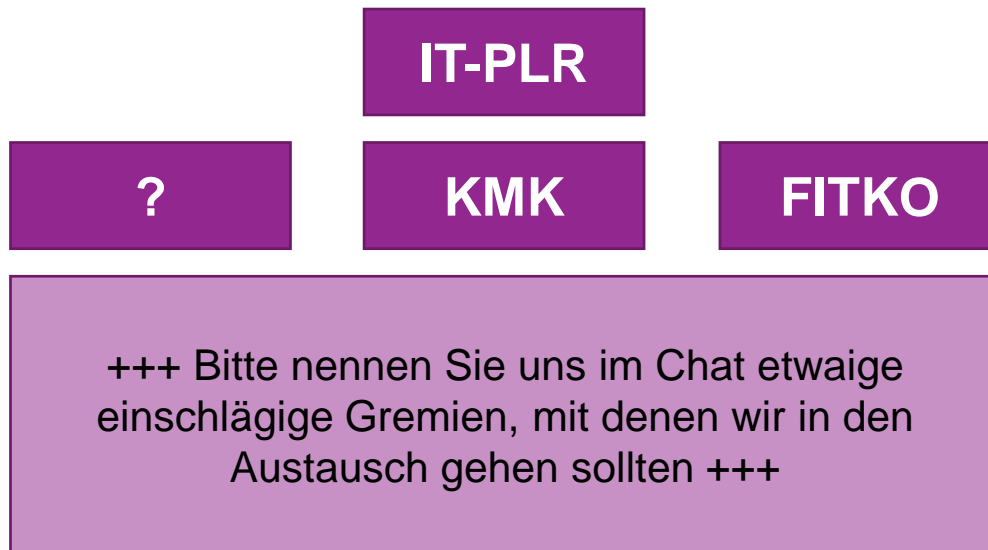 IT-PLR
?
KMK
FITKO
+++ Bitte nennen Sie uns im Chat etwaige
einschlägige Gremien, mit denen wir in den
Austausch gehen sollten +++